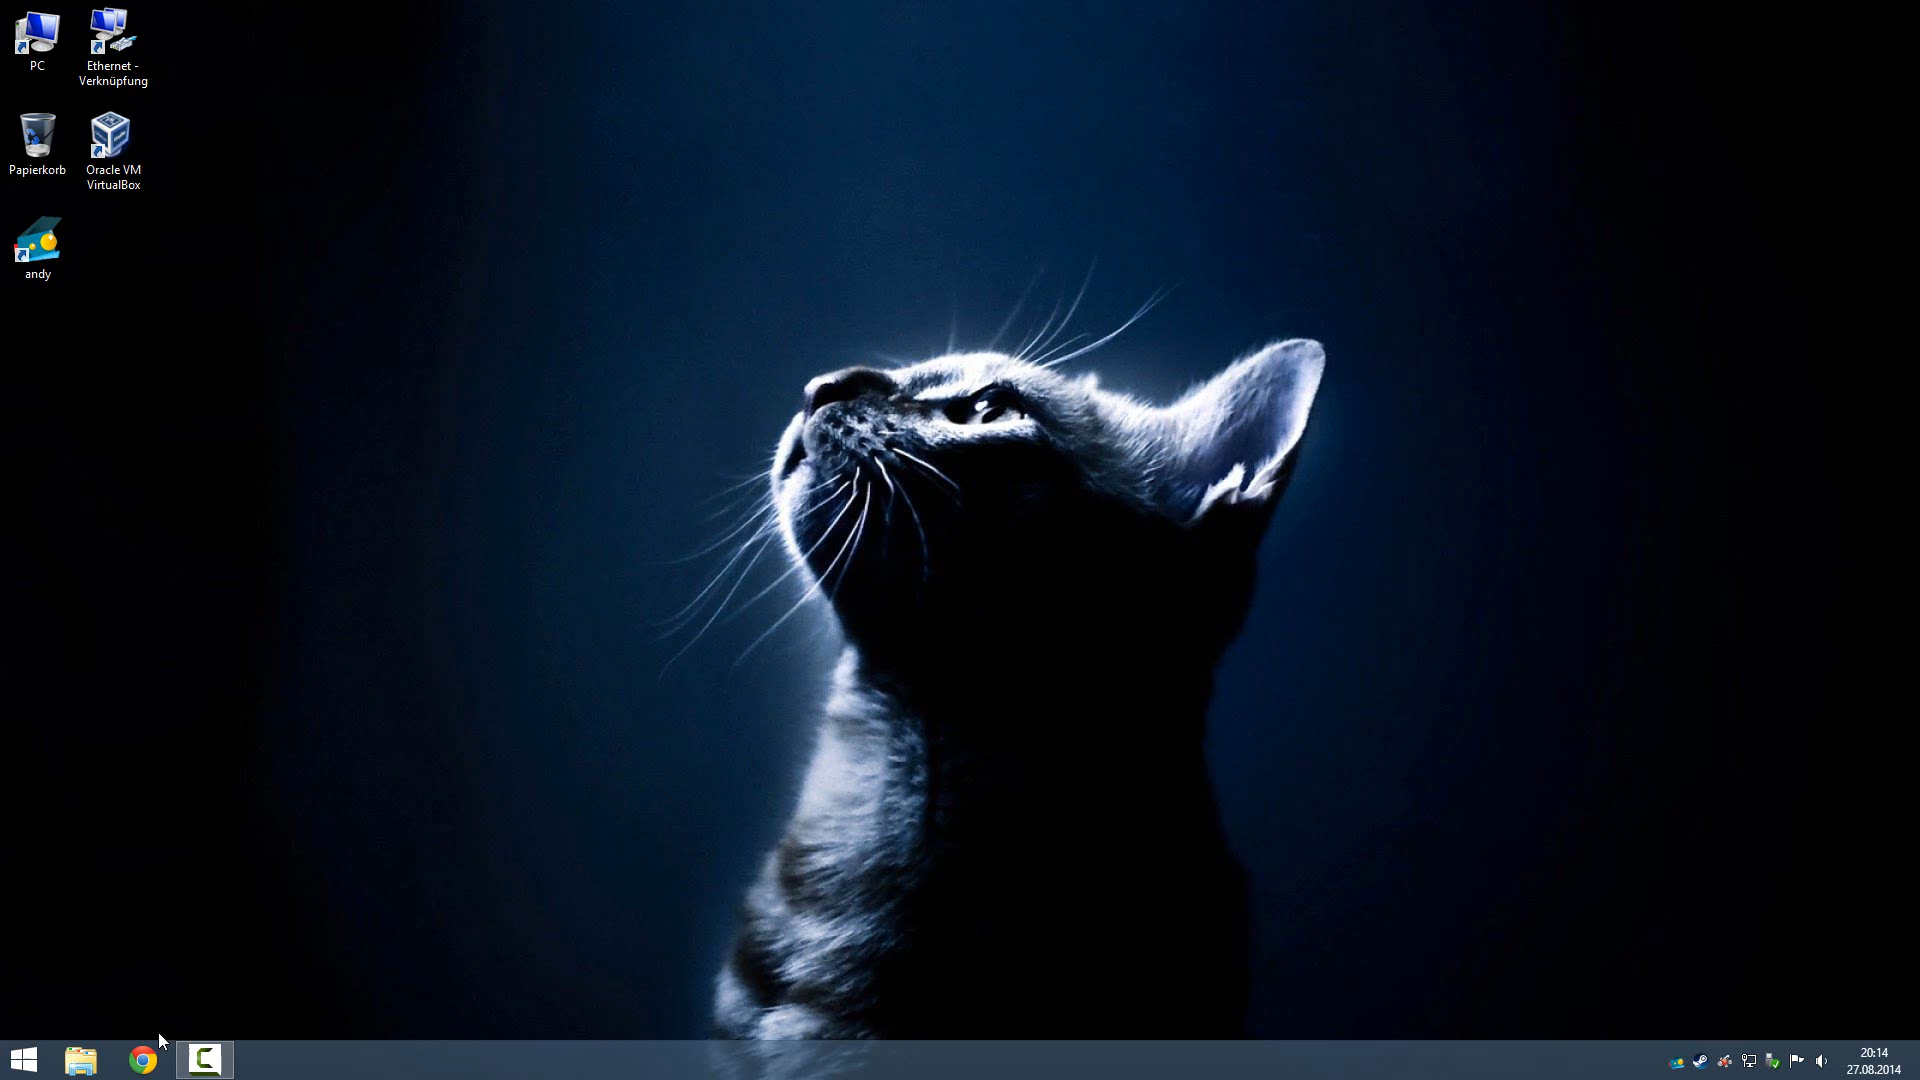 PC
Ethernet -
Verknüpfung
Papierkorb
Oracle VM
VirtualBox
andy
20:14
27.08.2014